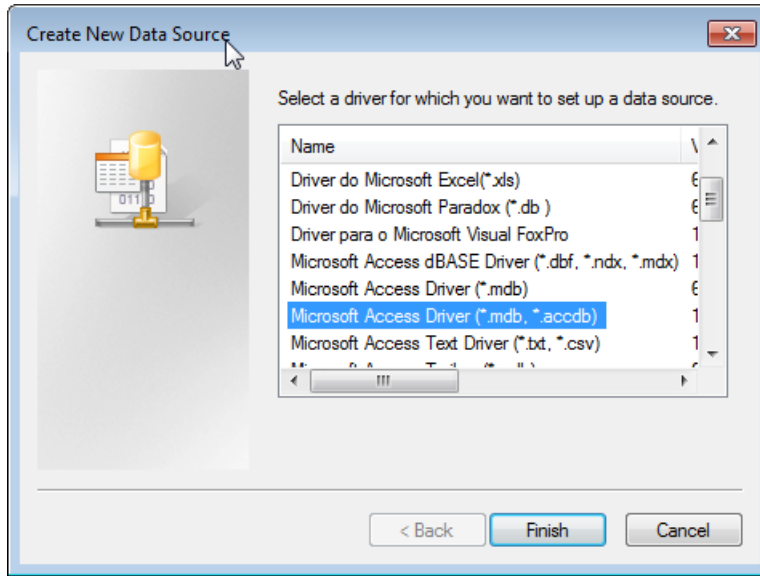 Create New Data Source
Select a driver for which you want to set up a data source.
Name
Driver do Microsoft Excel(*.xls)
Driver do Microsoft Paradox (*.db )
Driver para o Microsoft Visual FoxPro
Microsoft Access dBASE Driver (*.dbf, *.ndx, *.mdx)
Microsoft Access Driver (*.mdb)
Microsoft Access Driver (*.mdb, *.accdb)
Microsoft Access Text Driver (*.txt, *.csv)
< Back
Finish
Cancel